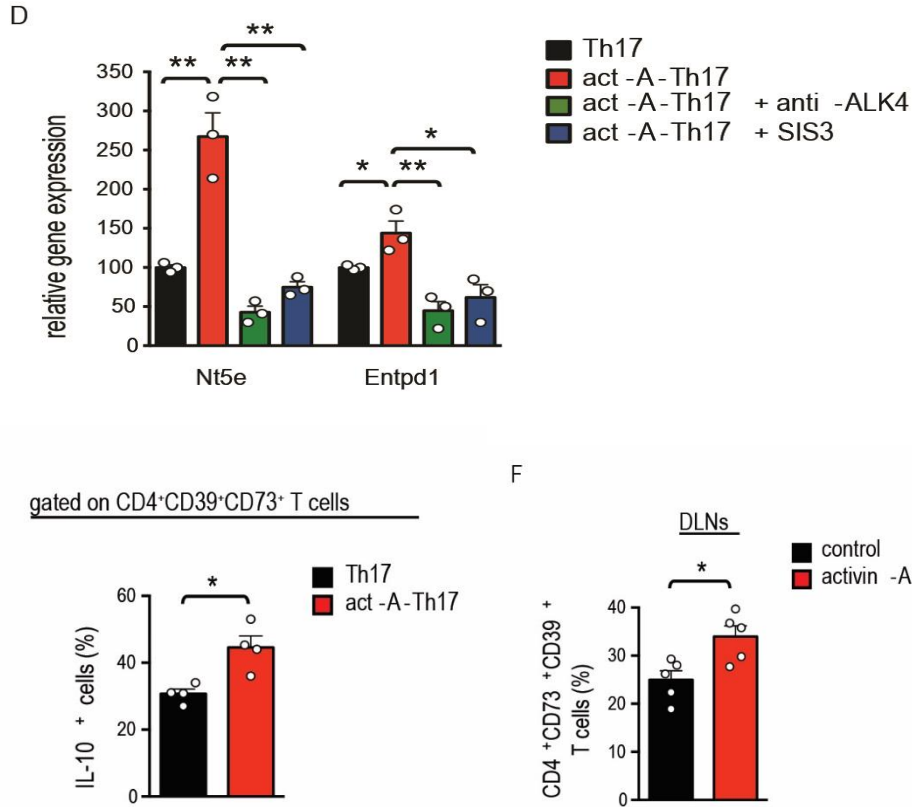 D
Th17
act -A-Th17
act -A-Th17 + anti -ALK4
act -A-Th17 + SIS3
** ** **
* ** *
relative gene expression
350
300
250
200
150
100
50
0
Nt5e Entpd1
gated on CD4⁺CD39⁺CD73⁺ T cells
Th17
act -A-Th17
*
IL-10 ⁺ cells (%)
60
40
20
0
F
DLNs
control
activin -A
*
CD4 ⁺CD73 ⁺CD39 ⁺
T cells (%)
40
30
20
10
0